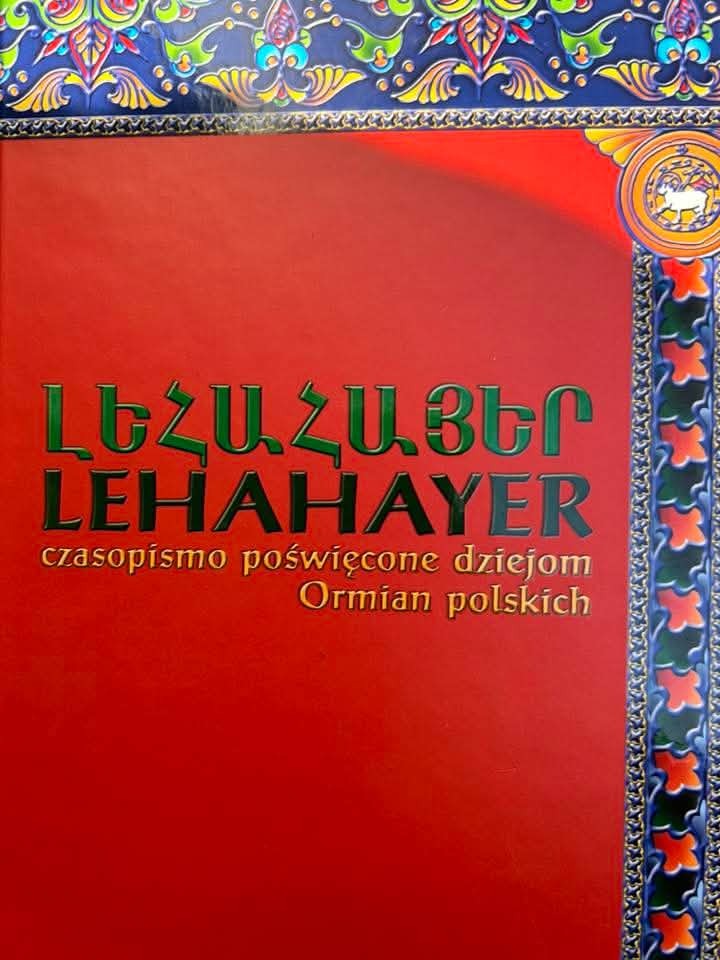 ԼԵՀԱՀԱՅԵՐ
LEHAHAYER
czasopismo poświęcone dziejom
Ormian polskich